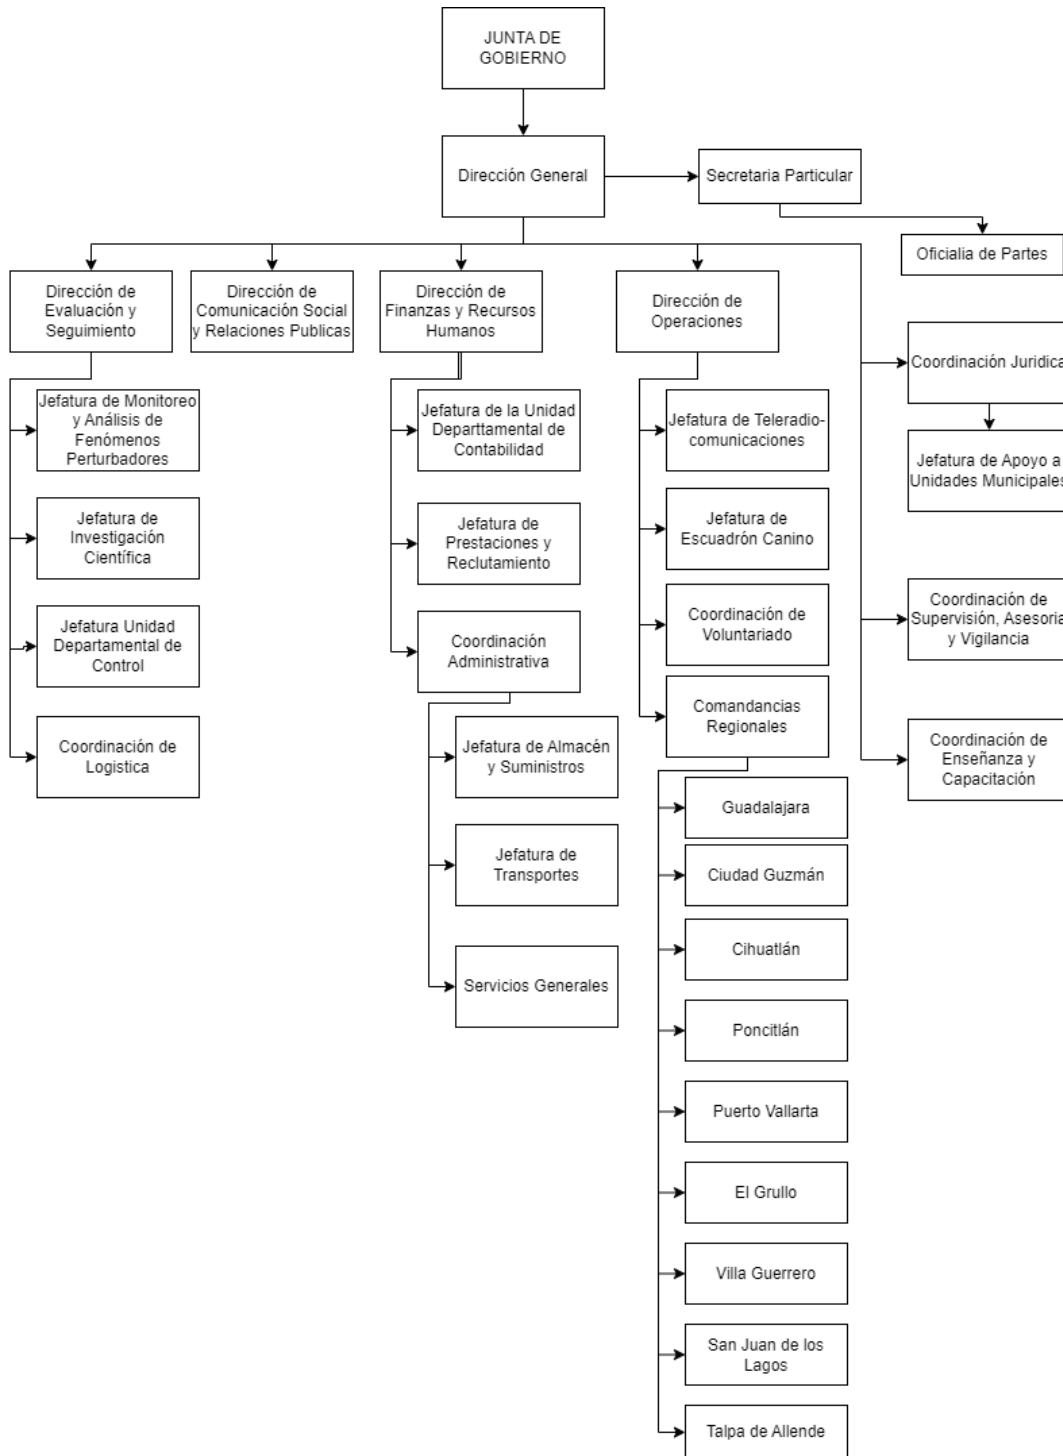 JUNTA DE
GOBIERNO
Dirección General
Secretaria Particular
Oficialia de Partes
Dirección de
Evaluación y
Seguimiento
Dirección de
Comunicación Social
y Relaciones Publicas
Dirección de
Finanzas y Recursos
Humanos
Dirección de
Operaciones
Coordinación Juridica
Jefatura de Apoyo a
Unidades Municipales
Coordinación de
Supervisión, Asesoria
y Vigilancia
Coordinación de
Enseñanza y
Capacitación
Jefatura de Monitoreo
y Análisis de
Fenómenos
Perturbadores
Jefatura de
Investigación
Científica
Jefatura Unidad
Departamental de
Control
Coordinación de
Logistica
Jefatura de la Unidad
Departtamental de
Contabilidad
Jefatura de
Prestaciones y
Reclutamiento
Coordinación
Administrativa
Jefatura de Almacén
y Suministros
Jefatura de
Transportes
Servicios Generales
Jefatura de Teleradio-
comunicaciones
Jefatura de
Escuadrón Canino
Coordinación de
Voluntariado
Comandancias
Regionales
Guadalajara
Ciudad Guzmán
Cihuatlán
Poncitlán
Puerto Vallarta
El Grullo
Villa Guerrero
San Juan de los
Lagos
Talpa de Allende